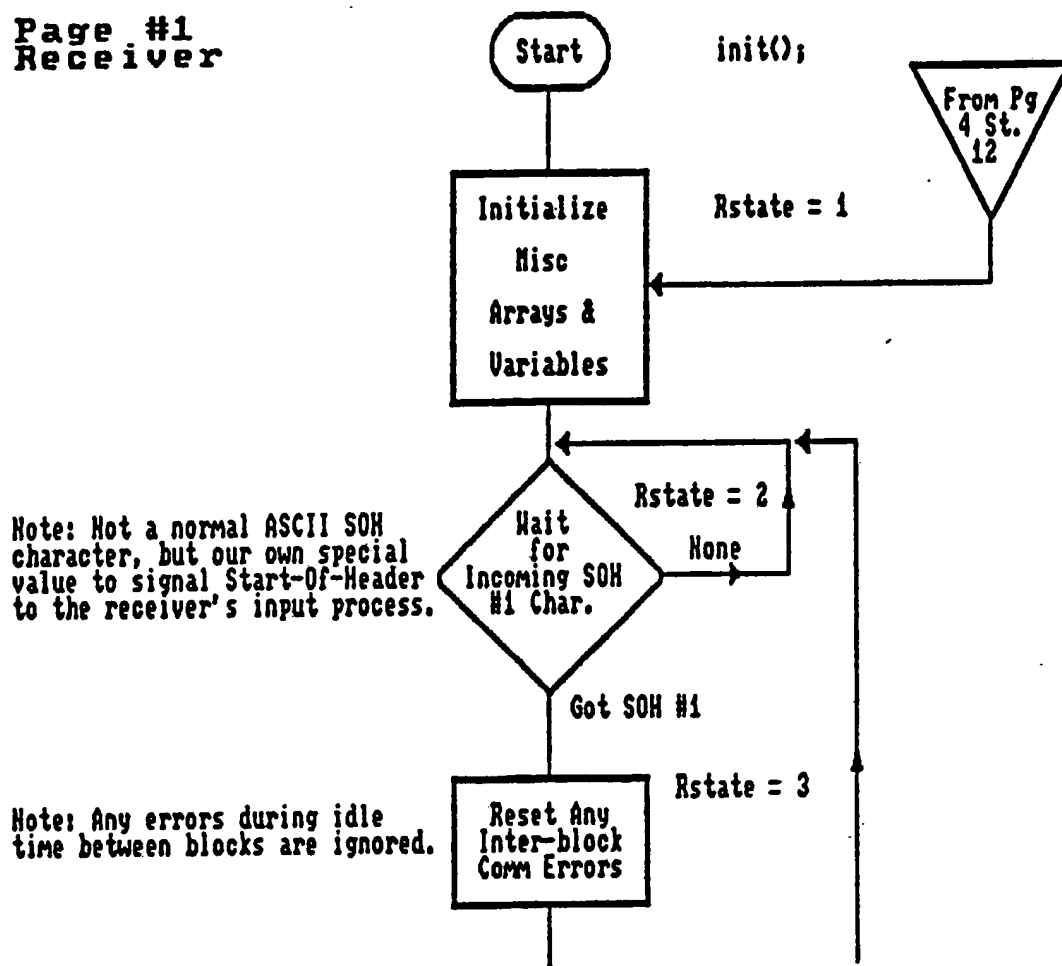 Page #1
Receiver
Start
init();
From Pg
4 St.
12
Initialize
Misc
Arrays &
Variables
Rstate = 1
Rstate = 2
Wait
for
Incoming SOH
#1 Char.
None
Note: Not a normal ASCII SOH
character, but our own special
value to signal Start-Of-Header
to the receiver's input process.
Got SOH #1
Rstate = 3
Reset Any
Inter-block
Comm Errors
Note: Any errors during idle
time between blocks are ignored.